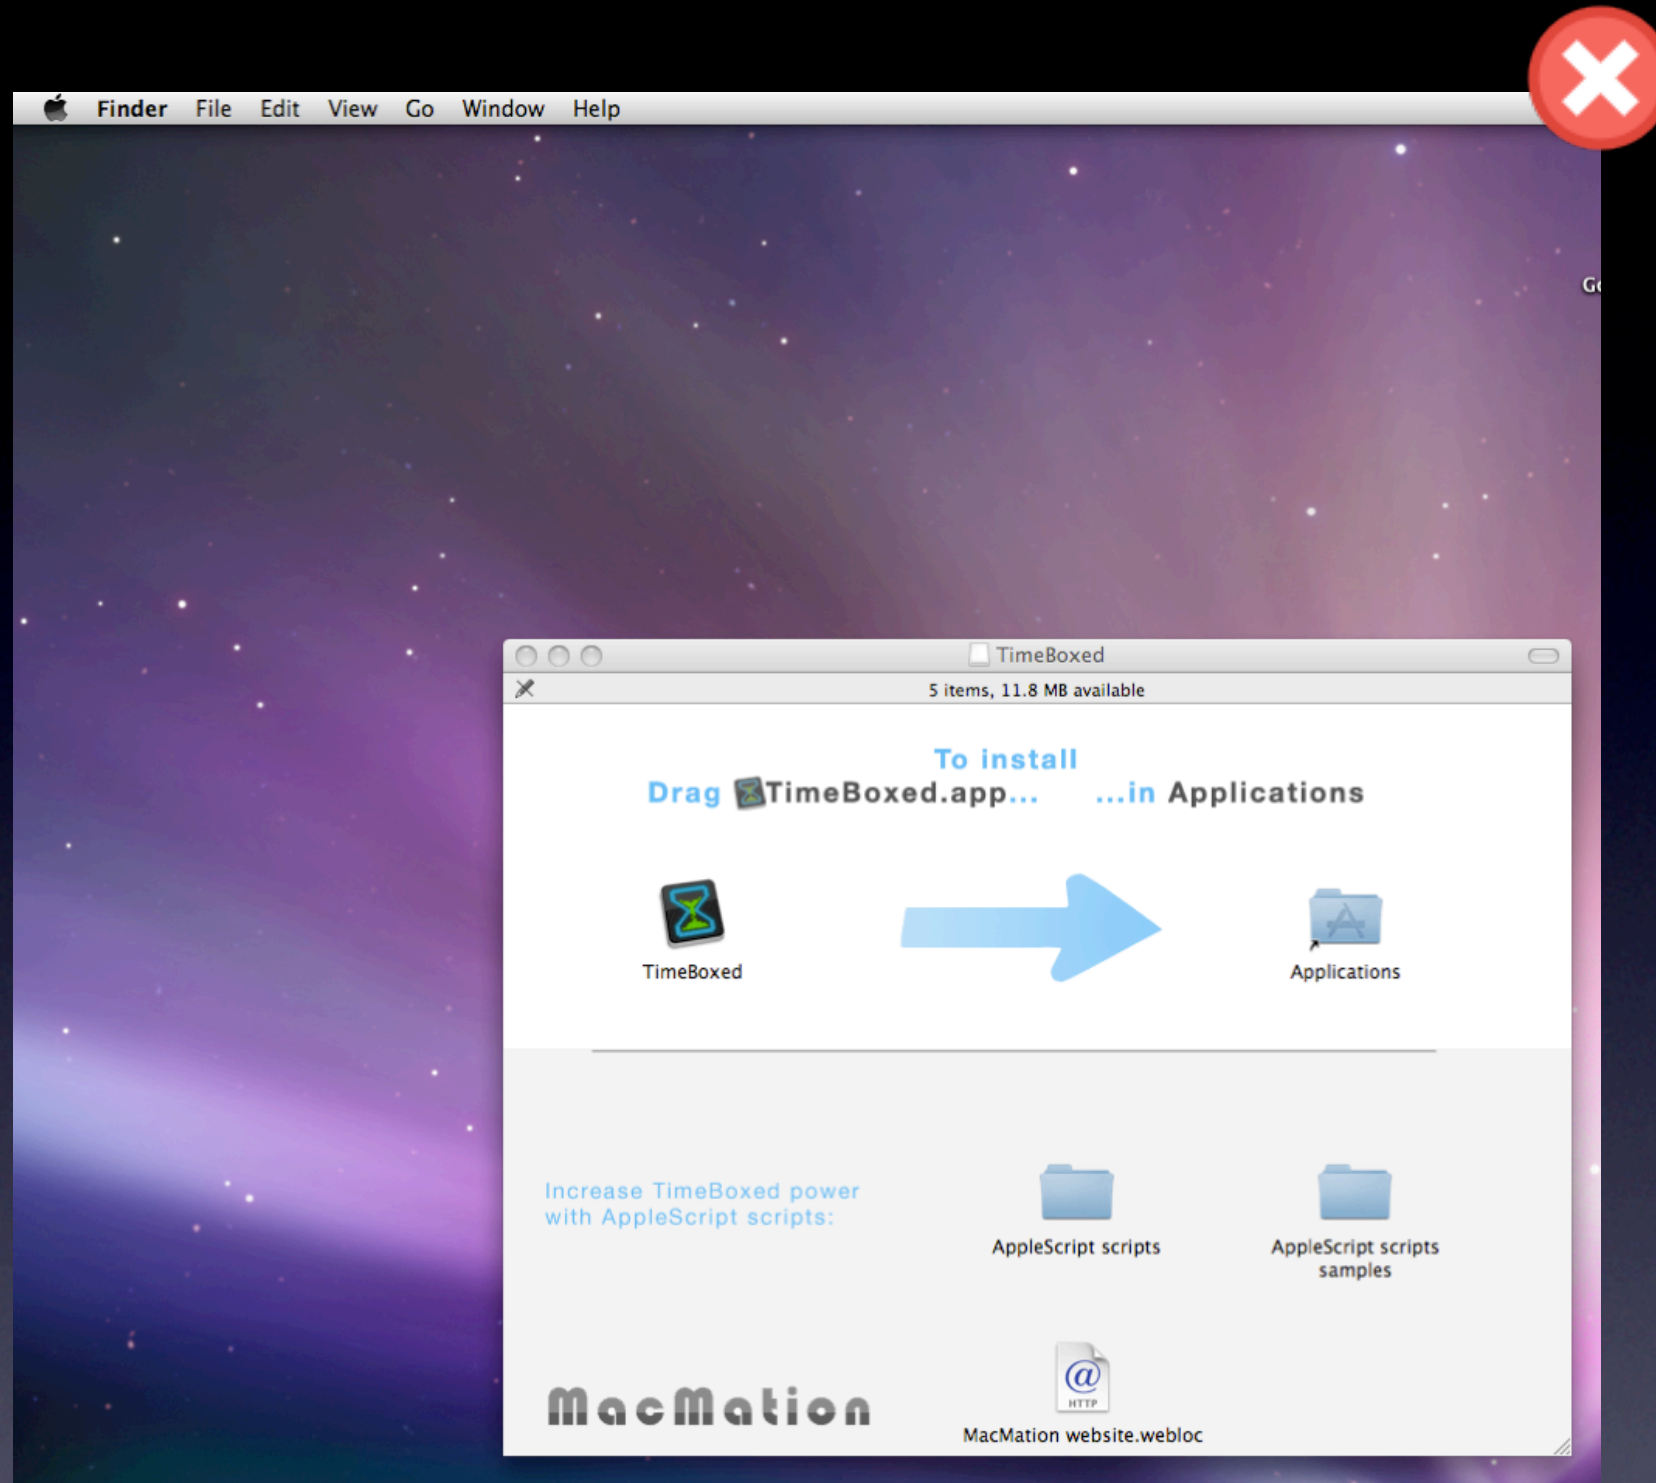 Finder File Edit View Go Window Help
TimeBoxed
5 items, 11.8 MB available
To install
Drag TimeBoxed.app... ...in Applications
TimeBoxed
Applications
Increase TimeBoxed power
with AppleScript scripts:
AppleScript scripts
AppleScript scripts
samples
HTTP
MacMation
MacMation website.webloc